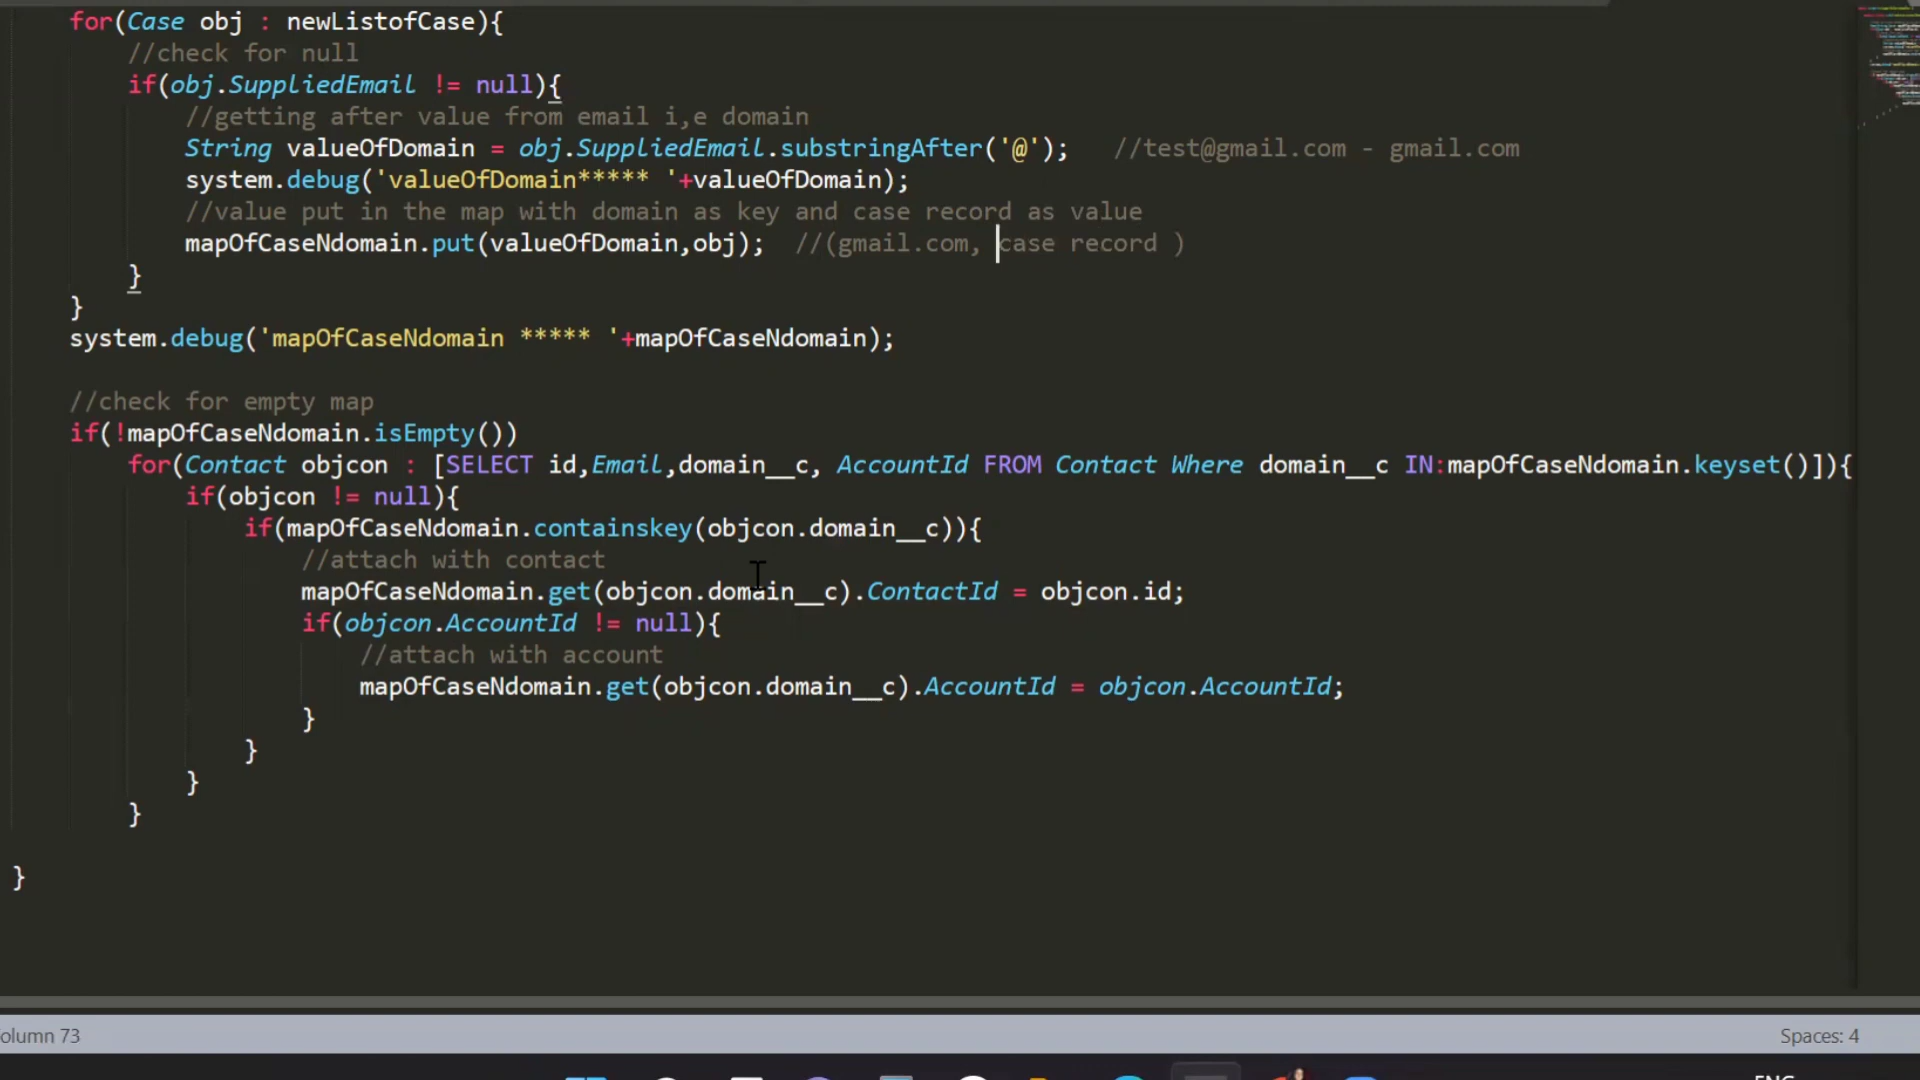 for(Case obj : newListofCase){
//check for null
if(obj.SuppliedEmail != null){
//getting after value from email i,e domain
String valueOfDomain = obj.SuppliedEmail.substringAfter('@'); //test@gmail.com - gmail.com
system.debug('valueOfDomain***** '+valueOfDomain);
//value put in the map with domain as key and case record as value
mapOfCaseNdomain.put(valueOfDomain,obj); //(gmail.com, case record )
}
}
system.debug('mapOfCaseNdomain ***** '+mapOfCaseNdomain);
//check for empty map
if(!mapOfCaseNdomain.isEmpty())
for(Contact objcon : [SELECT id,Email,domain__c, AccountId FROM Contact Where domain__c IN:mapOfCaseNdomain.keyset()]){
if(objcon != null){
if(mapOfCaseNdomain.containskey(objcon.domain__c)){
//attach with contact
mapOfCaseNdomain.get(objcon.domain__c).ContactId = objcon.id;
if(objcon.AccountId != null){
//attach with account
mapOfCaseNdomain.get(objcon.domain__c).AccountId = objcon.AccountId;
}
}
}
}
}
olumn 73
Spaces: 4
ENG